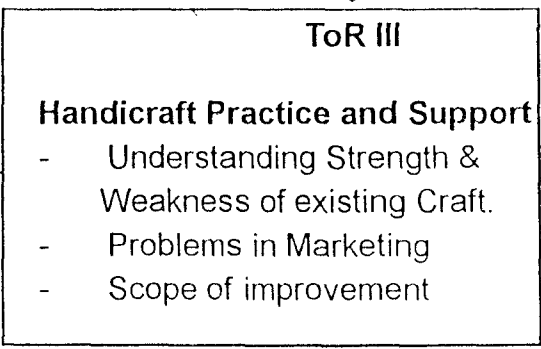 ToR III
Handicraft Practice and Support
- Understanding Strength &
Weakness of existing Craft.
- Problems in Marketing
- Scope of improvement